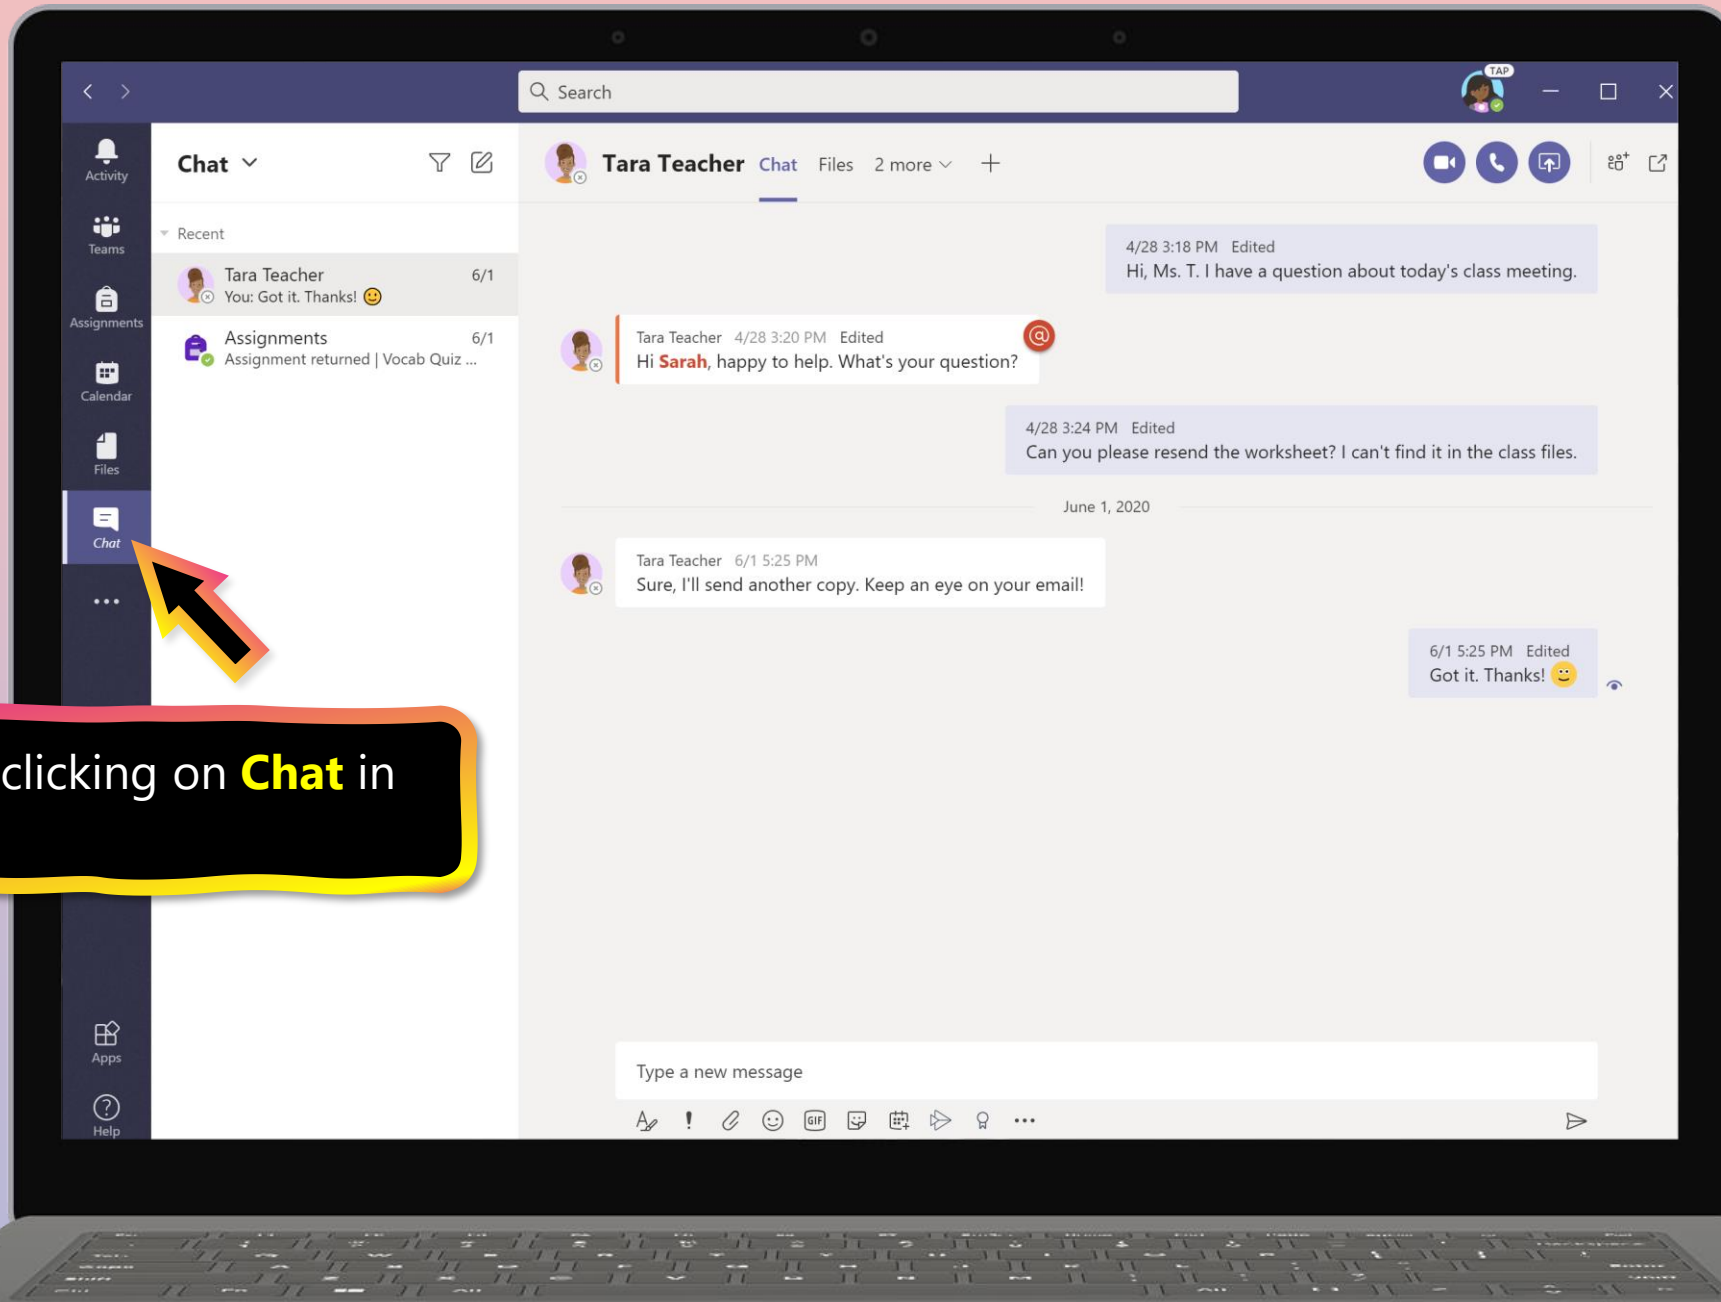 TAP
Search
Activity
Chat
Tara Teacher
Chat
Files
2 more
Teams
Recent
4/28 3:18 PM Edited
Hi, Ms. T. I have a question about today's class meeting.
Tara Teacher 6/1
You: Got it. Thanks! 🙂
Assignments
Assignments 6/1
Assignment returned | Vocab Quiz ...
Tara Teacher 4/28 3:20 PM Edited
@
Hi Sarah, happy to help. What's your question?
Calendar
4/28 3:24 PM Edited
Can you please resend the worksheet? I can't find it in the class files.
Files
June 1, 2020
Chat
Tara Teacher 6/1 5:25 PM
Sure, I'll send another copy. Keep an eye on your email!
6/1 5:25 PM Edited
Got it. Thanks! 🙂
clicking on Chat in
Apps
Type a new message
Help
GIF